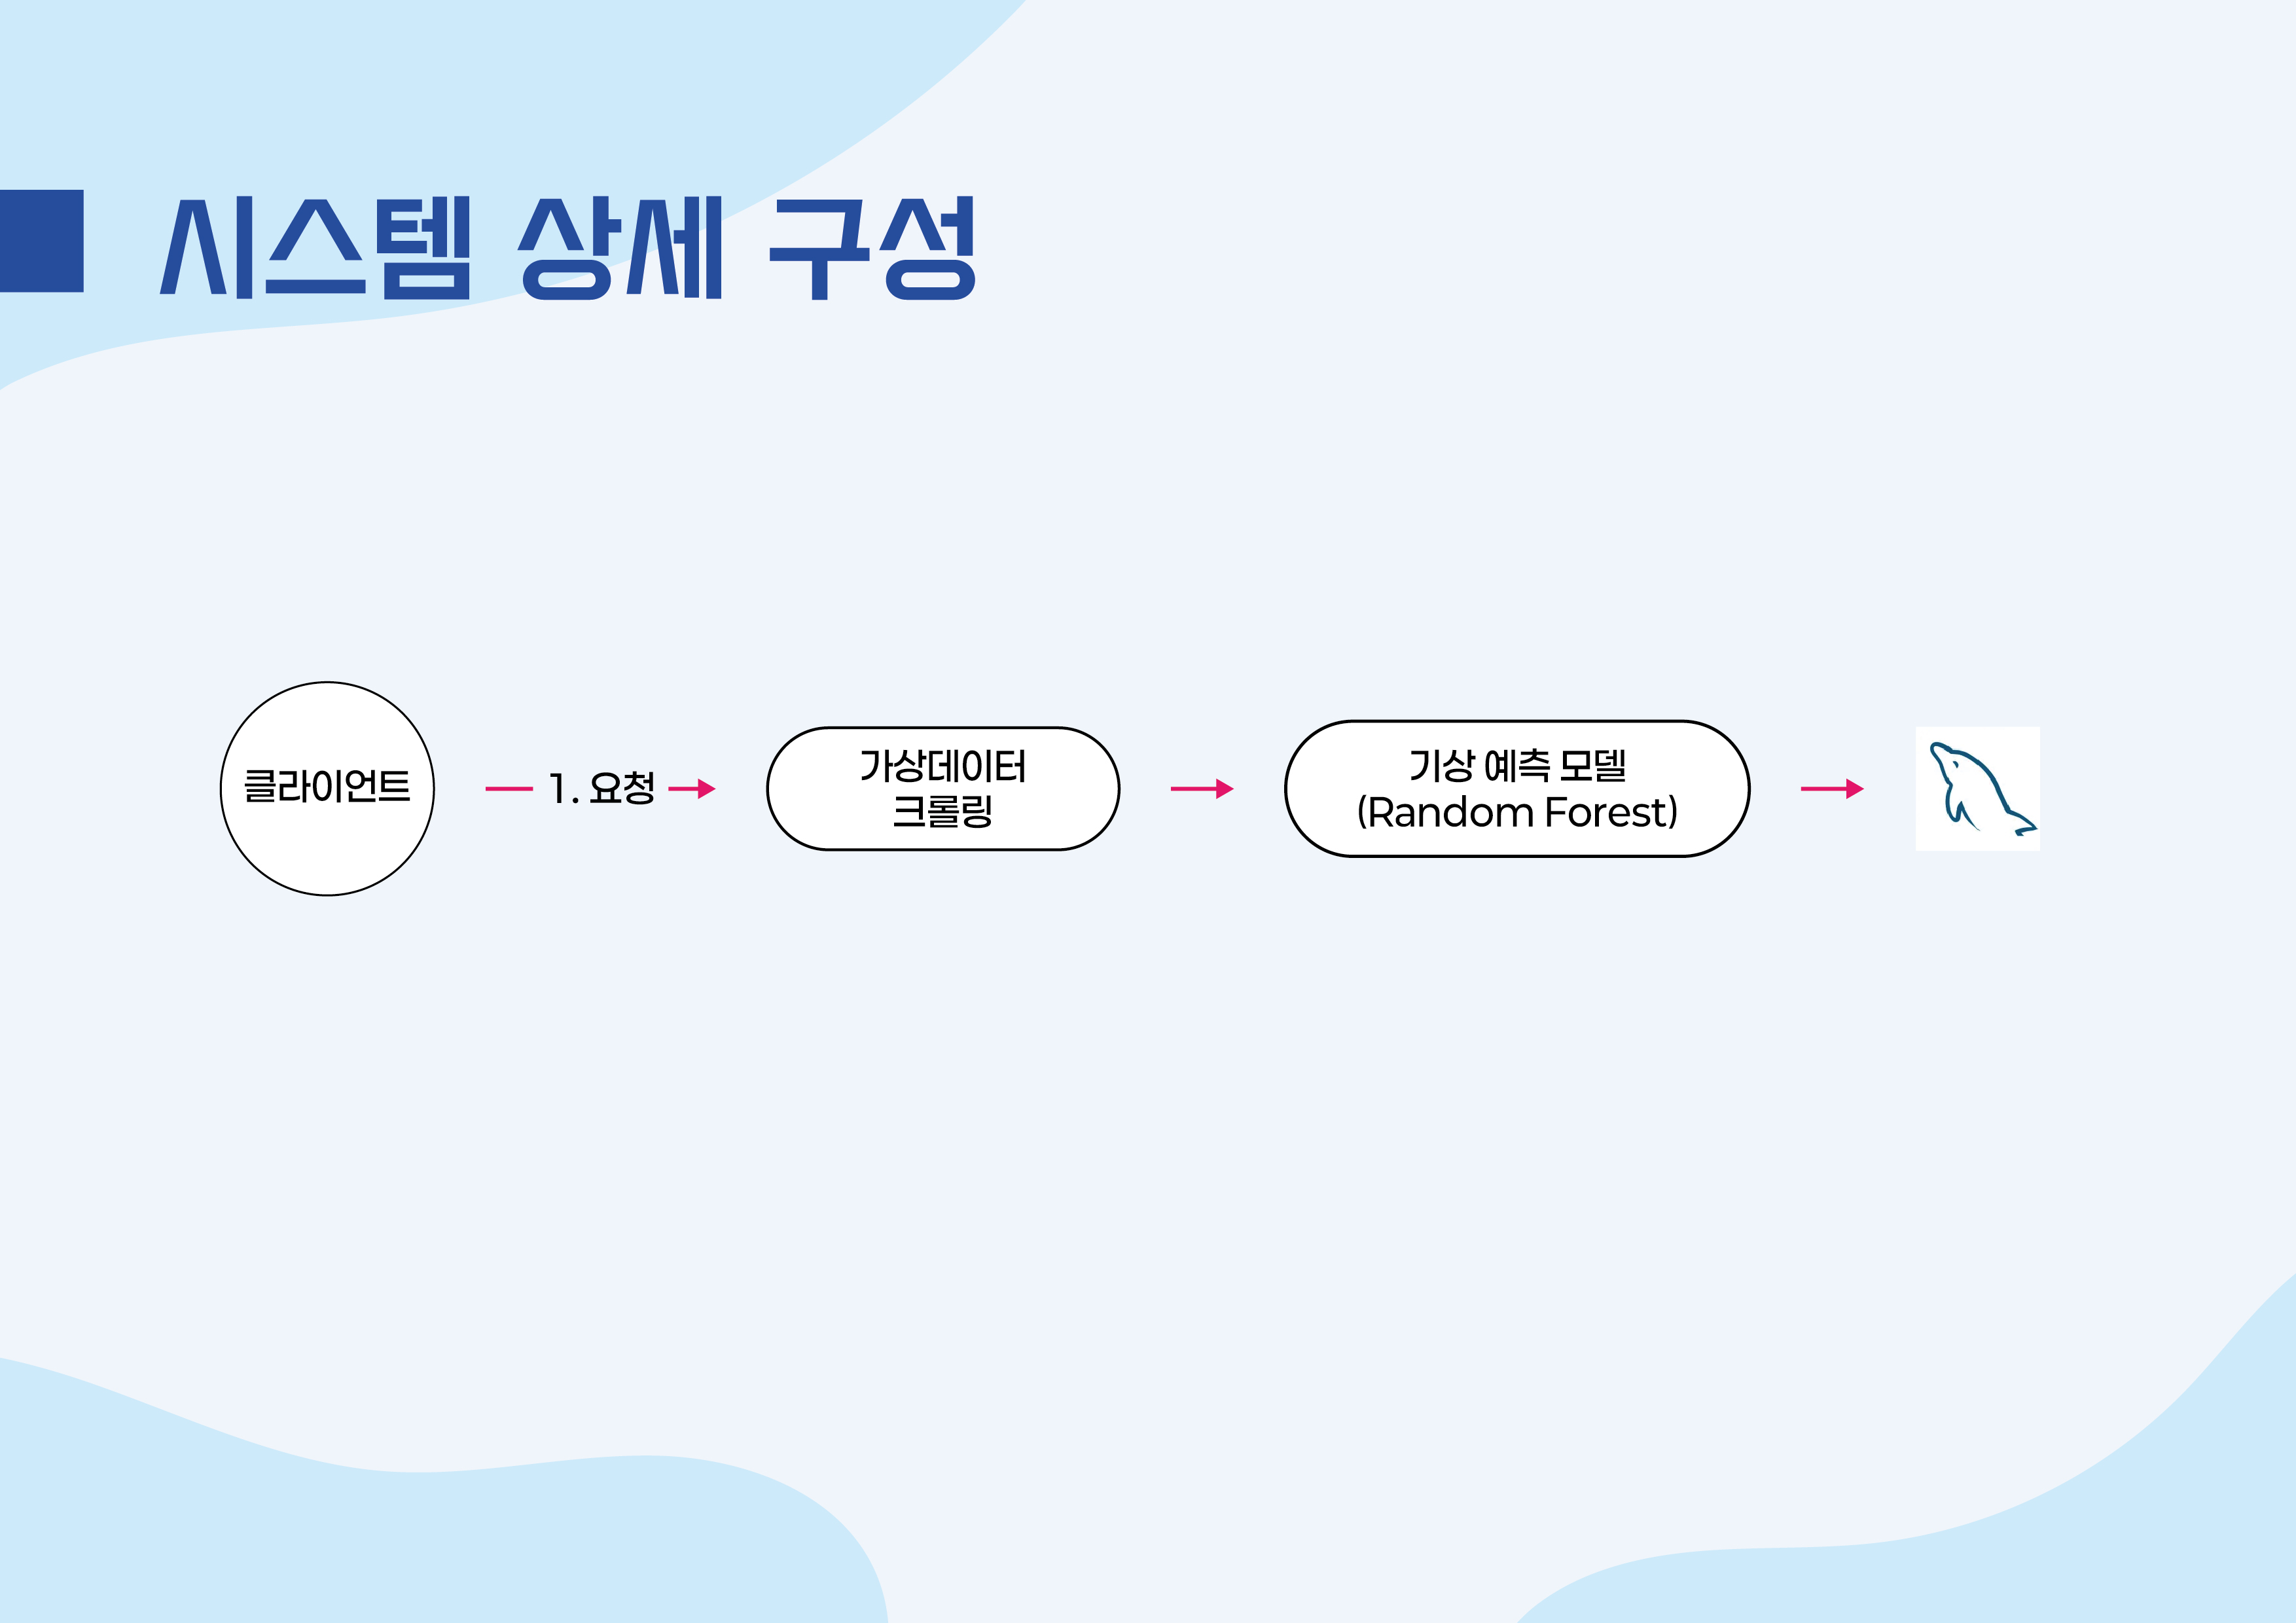 시스템 상세 구성
클라이언트
1. 요청
기상데이터
크롤링
기상 예측 모델
(Random Forest)